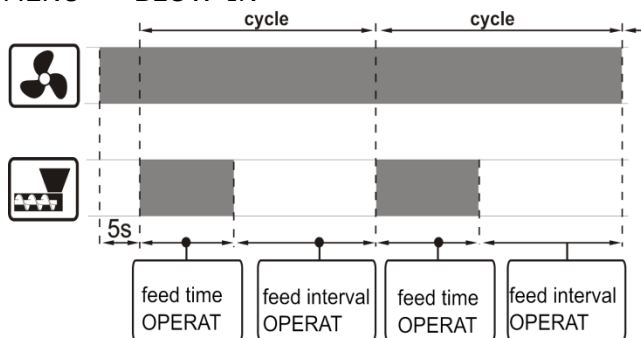 cycle cycle
5s
feed time feed interval feed time feed interval
OPERAT OPERAT OPERAT OPERAT